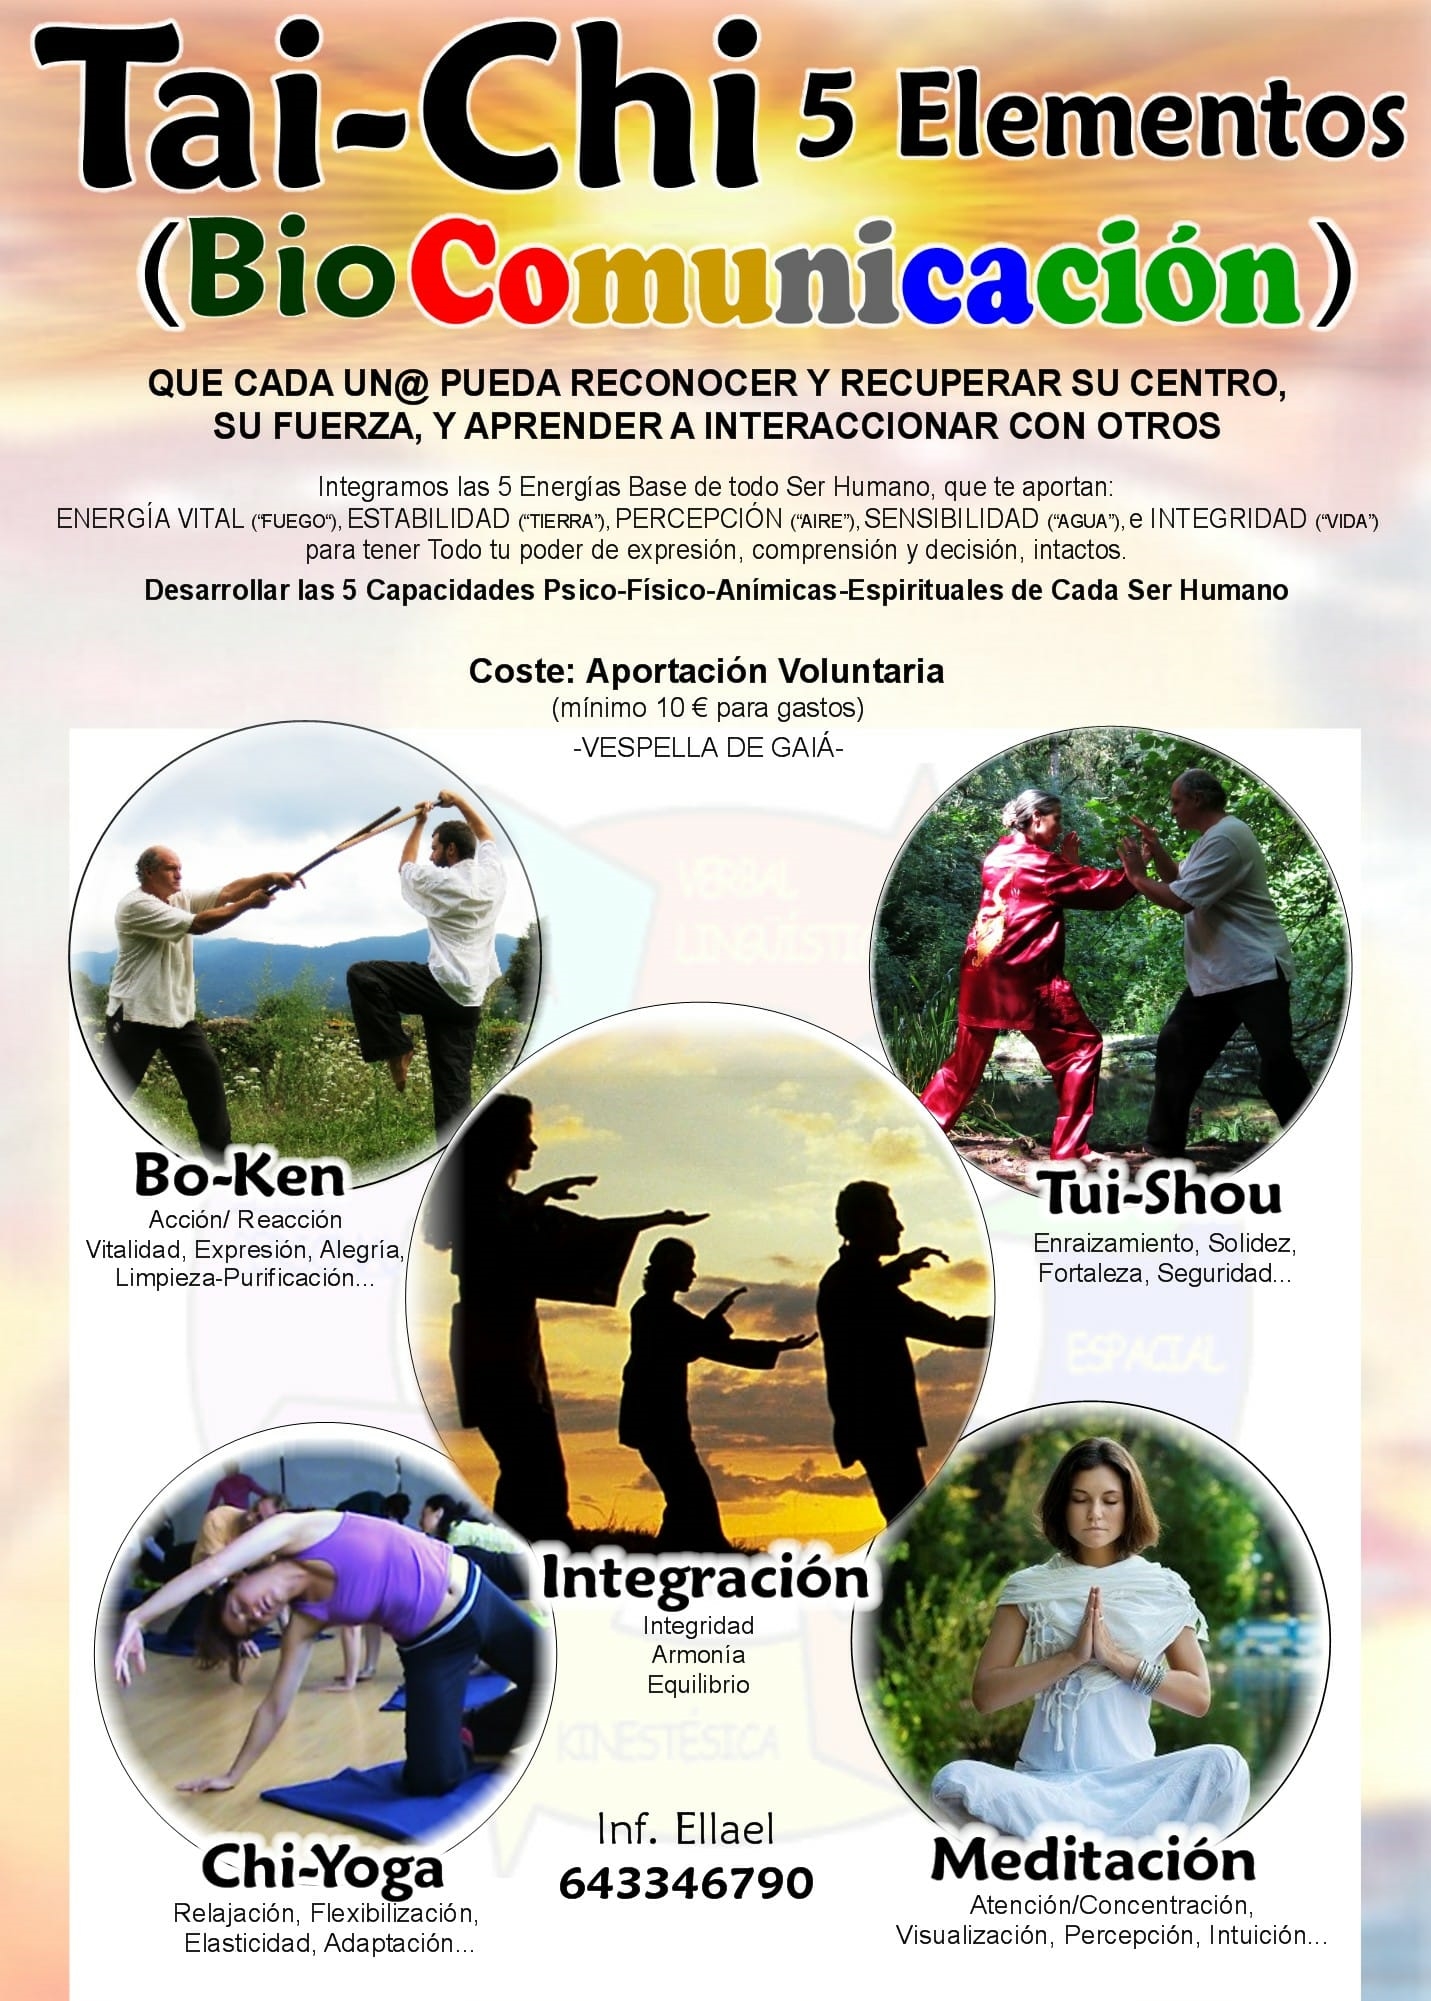 Tai-Chi 5 Elementos
(BioComunicación)
QUE CADA UN@ PUEDA RECONOCER Y RECUPERAR SU CENTRO,
SU FUERZA, Y APRENDER A INTERACCIONAR CON OTROS
Integramos las 5 Energías Base de todo Ser Humano, que te aportan:
ENERGÍA VITAL (“FUEGO“), ESTABILIDAD (“TIERRA”), PERCEPCIÓN (“AIRE”), SENSIBILIDAD (“AGUA”), e INTEGRIDAD (“VIDA”)
para tener Todo tu poder de expresión, comprensión y decisión, intactos.
Desarrollar las 5 Capacidades Psico-Físico-Anímicas-Espirituales de Cada Ser Humano
Coste: Aportación Voluntaria
(mínimo 10 € para gastos)
-VESPELLA DE GAIÁ-
VERBAL
Bo-Ken
Acción/ Reacción
Vitalidad, Expresión, Alegría,
Limpieza-Purificación...
Tui-Shou
Enraizamiento, Solidez,
Fortaleza, Seguridad...
ESPACIAL
Integración
Integridad
Armonía
Equilibrio
KINESTÉSICA
Chi-Yoga
Relajación, Flexibilización,
Elasticidad, Adaptación...
Inf. Ellael
643346790
Meditación
Atención/Concentración,
Visualización, Percepción, Intuición...